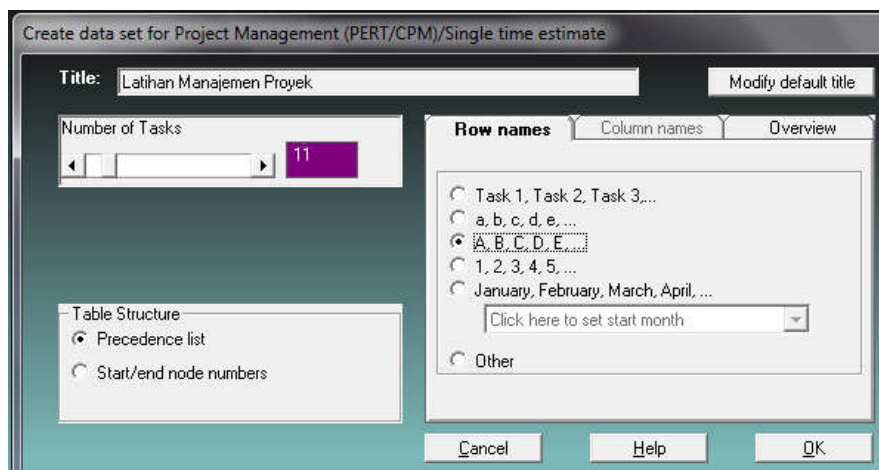 Create data set for Project Management (PERT/CPM)/Single time estimate
Title: Latihan Manajemen Proyek
Modify default title
Number of Tasks
11
Row names Column names Overview
Task 1, Task 2, Task 3,...
a, b, c, d, e, ...
A, B, C, D, E, ...
1, 2, 3, 4, 5, ...
January, February, March, April, ...
Click here to set start month
Other
Table Structure
Precedence list
Start/end node numbers
Cancel Help OK